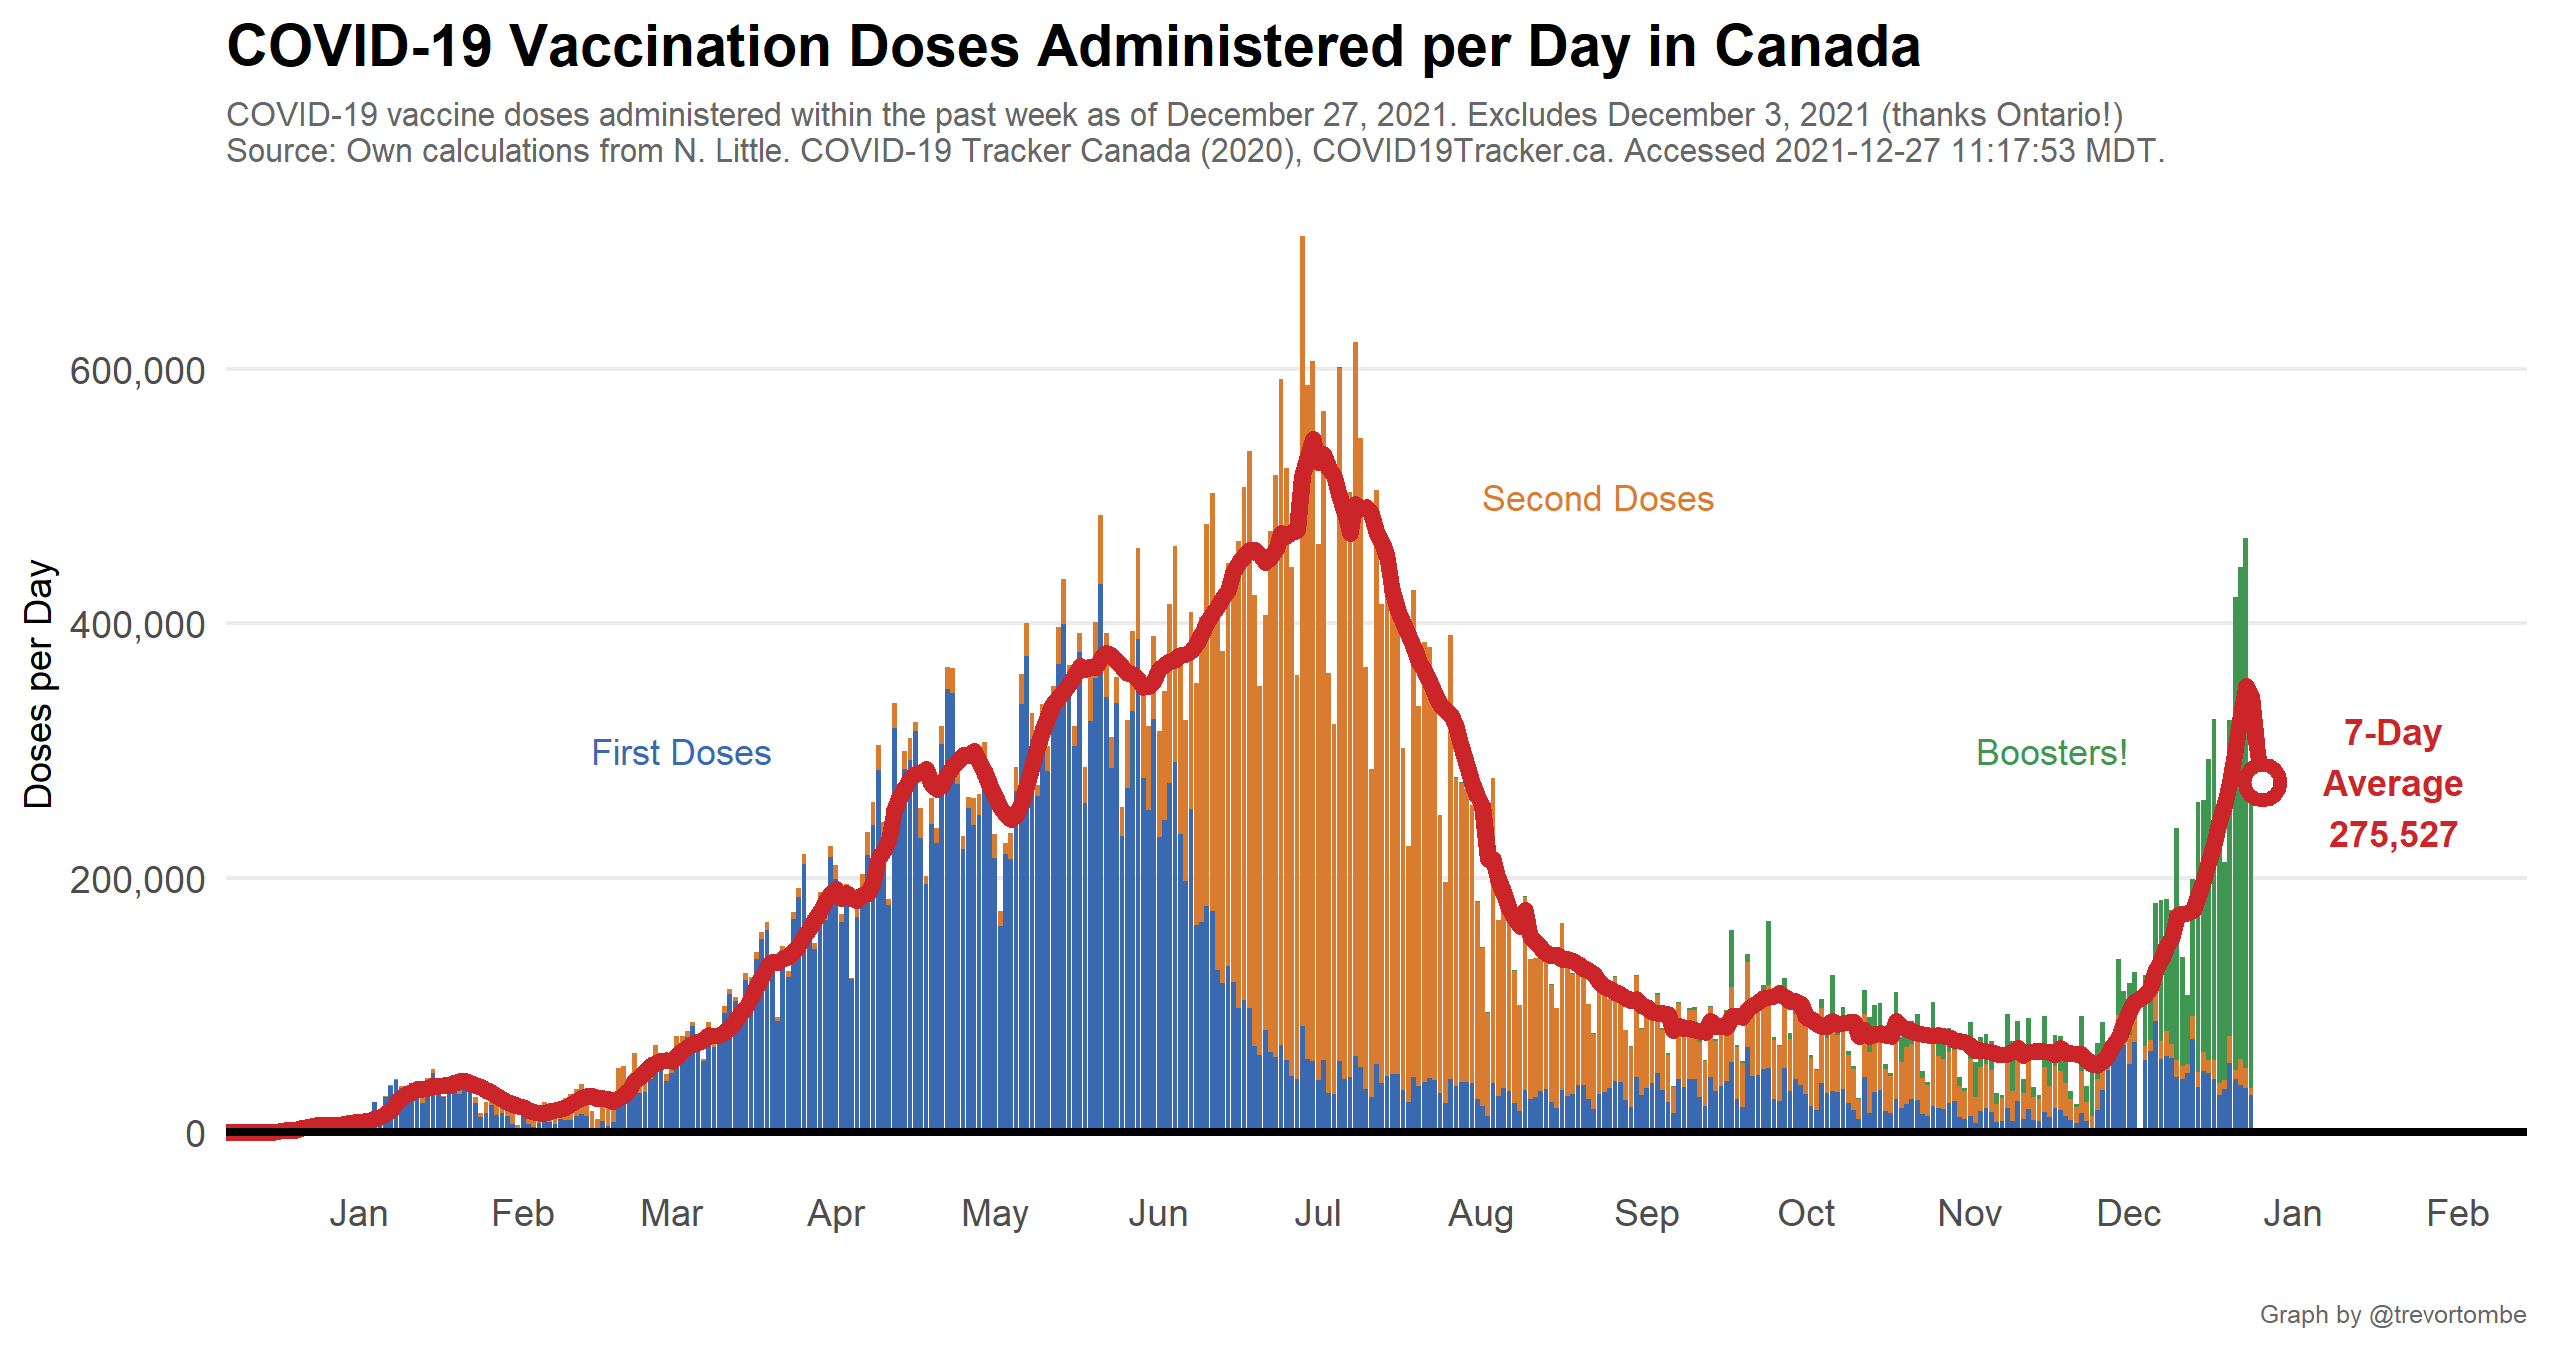 COVID-19 Vaccination Doses Administered per Day in Canada
COVID-19 vaccine doses administered within the past week as of December 27, 2021. Excludes December 3, 2021 (thanks Ontario!)
Source: Own calculations from N. Little. COVID-19 Tracker Canada (2020), COVID19Tracker.ca. Accessed 2021-12-27 11:17:53 MDT.
Doses per Day
600,000
400,000
200,000
0
First Doses
Second Doses
Boosters!
7-Day
Average
275,527
Jan Feb Mar Apr May Jun Jul Aug Sep Oct Nov Dec Jan Feb
Graph by @trevortombe